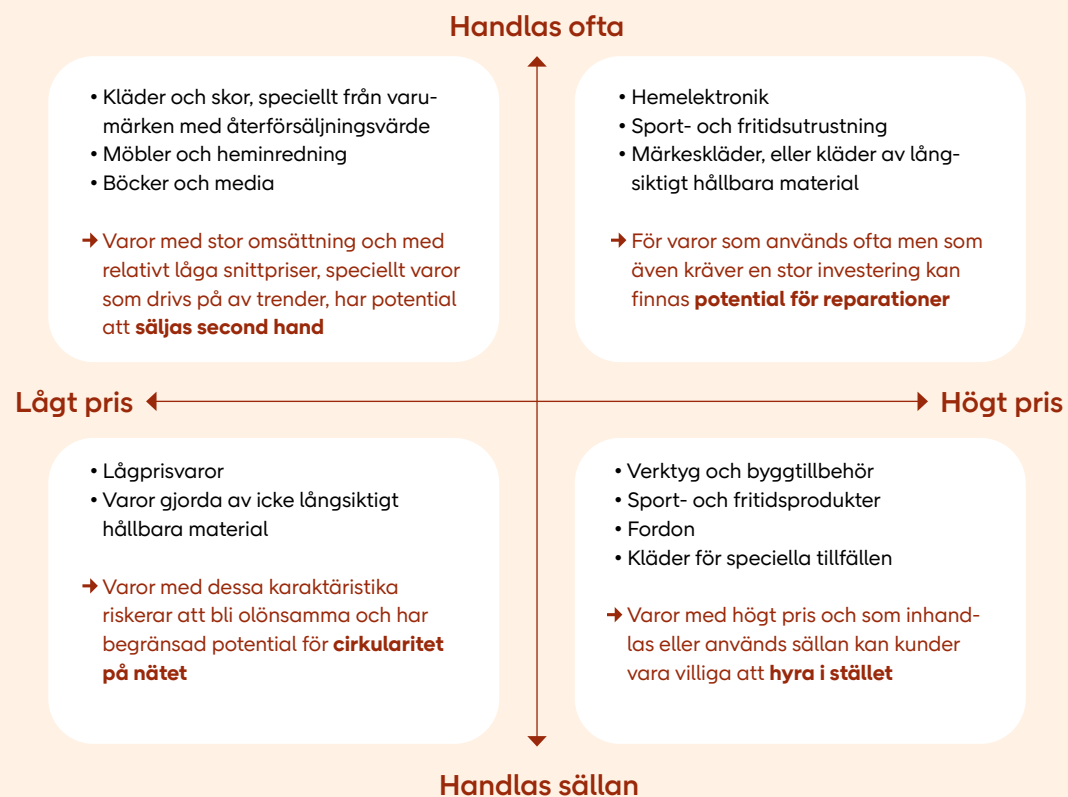 Handlas ofta
• Kläder och skor, speciellt från varu-
märken med återförsäljningsvärde
• Möbler och heminredning
• Böcker och media
→ Varor med stor omsättning och med
relativt låga snittpriser, speciellt varor
som drivs på av trender, har potential
att säljas second hand
• Hemelektronik
• Sport- och fritidsutrustning
• Märkeskläder, eller kläder av lång-
siktigt hållbara material
→ För varor som används ofta men som
även kräver en stor investering kan
finnas potential för reparationer
Lågt pris
Högt pris
• Lågprisvaror
• Varor gjorda av icke långsiktigt
hållbara material
→ Varor med dessa karaktäristika
riskerar att bli olönsamma och har
begränsad potential för cirkularitet
på nätet
• Verktyg och byggtillbehör
• Sport- och fritidsprodukter
• Fordon
• Kläder för speciella tillfällen
→ Varor med högt pris och som inhand-
las eller används sällan kan kunder
vara villiga att hyra i stället
Handlas sällan